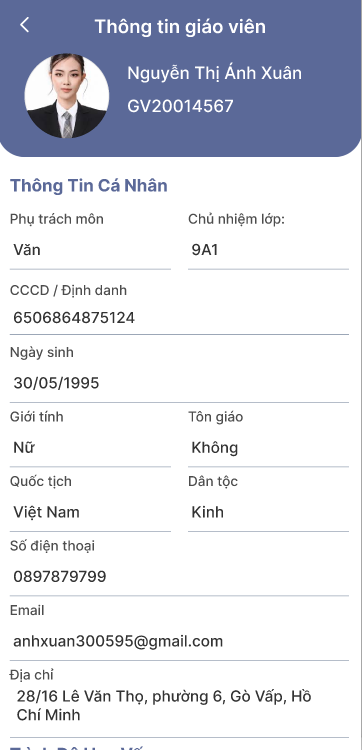 Thông tin giáo viên
Nguyễn Thị Ánh Xuân
GV20014567
Thông Tin Cá Nhân
Phụ trách môn
Chủ nhiệm lớp:
Văn
9A1
CCCD / Định danh
6506864875124
Ngày sinh
30/05/1995
Giới tính
Tôn giáo
Nữ
Không
Quốc tịch
Dân tộc
Việt Nam
Kinh
Số điện thoại
0897879799
Email
anhxuan300595@gmail.com
Địa chỉ
28/16 Lê Văn Thọ, phường 6, Gò Vấp, Hồ
Chí Minh